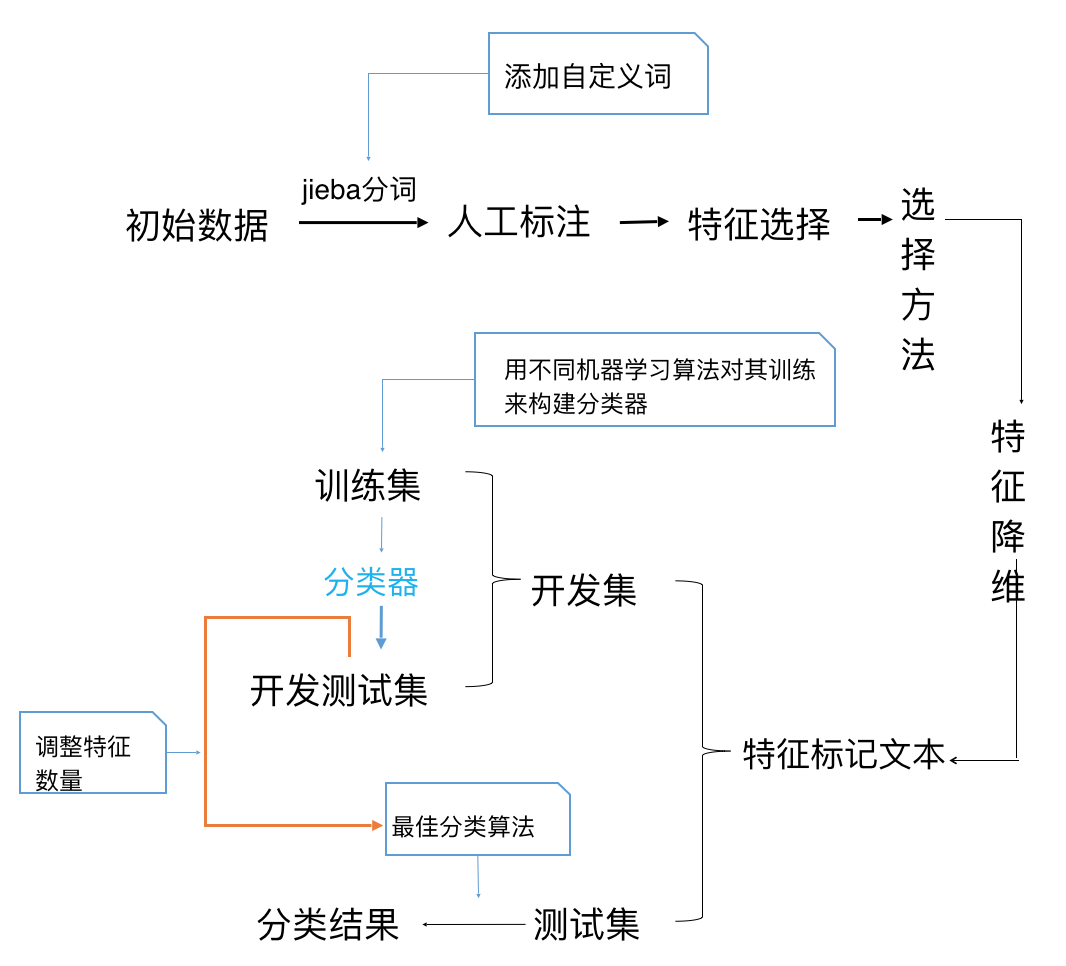 添加自定义词
jieba分词
初始数据
人工标注
特征选择
选
择
方
法
用不同机器学习算法对其训练
来构建分类器
特
征
降
维
训练集
分类器
开发集
开发测试集
调整特征
数量
特征标记文本
最佳分类算法
分类结果
测试集